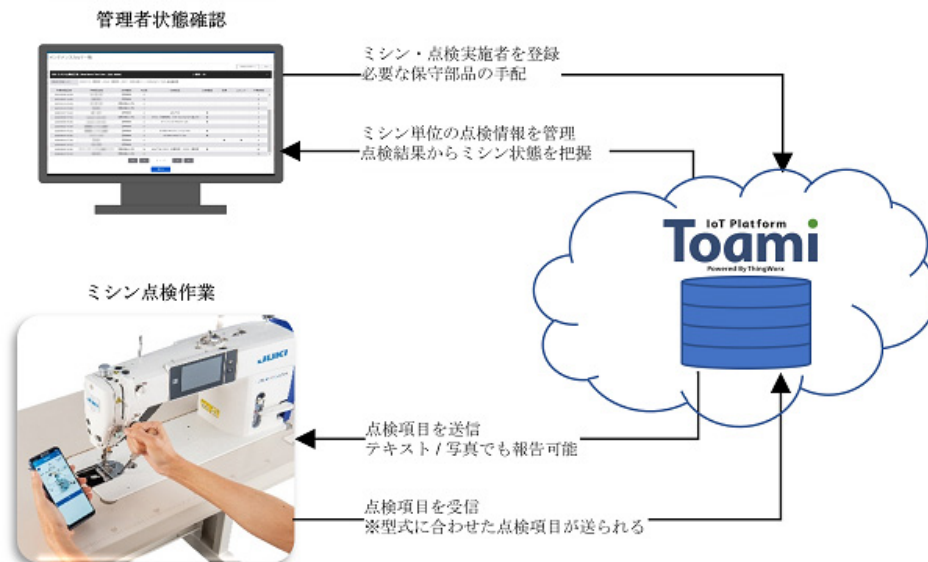 管理者状態確認
ミシン・点検実施者を登録
必要な保守部品の手配
ミシン単位の点検情報を管理
点検結果からミシン状態を把握
IoT Platform
Toami
Powered By ThingWorx
ミシン点検作業
JUKI
点検項目を送信
テキスト / 写真でも報告可能
点検項目を受信
※型式に合わせた点検項目が送られる